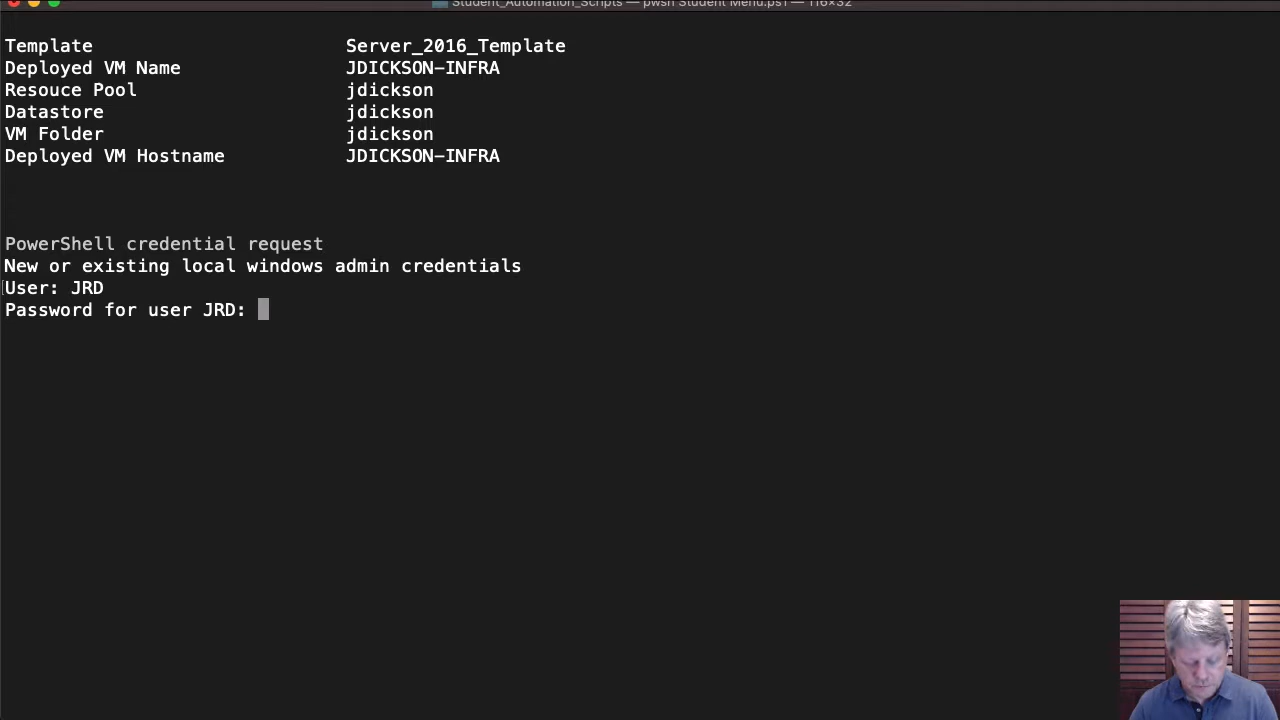 Student_Automation_Scripts — pwsh Student Menu.ps1 — 116×32
Template Server_2016_Template
Deployed VM Name JDICKSON-INFRA
Resouce Pool jdickson
Datastore jdickson
VM Folder jdickson
Deployed VM Hostname JDICKSON-INFRA
PowerShell credential request
New or existing local windows admin credentials
User: JRD
Password for user JRD: